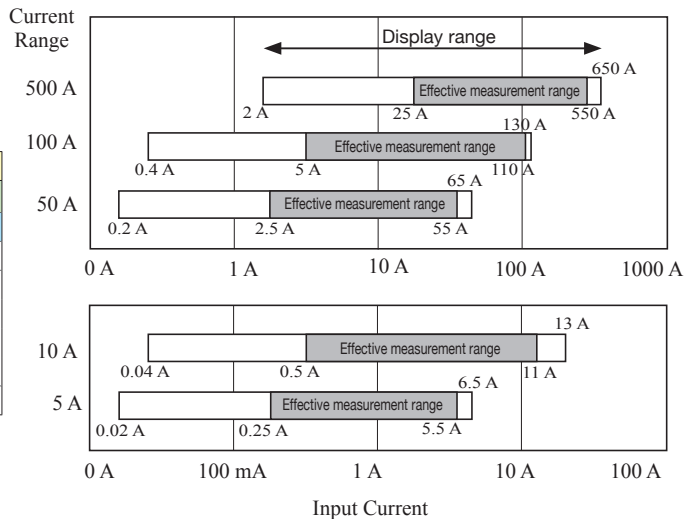 Current
Range
Display range
650 A
500 A
Effective measurement range
2 A
25 A
550 A
130 A
100 A
Effective measurement range
0.4 A
5 A
110 A
65 A
50 A
Effective measurement range
0.2 A
2.5 A
55 A
0 A
1 A
10 A
100 A
1000 A
13 A
10 A
Effective measurement range
0.04 A
0.5 A
11 A
6.5 A
5 A
Effective measurement range
0.02 A
0.25 A
5.5 A
0 A
100 mA
1 A
10 A
100 A
Input Current